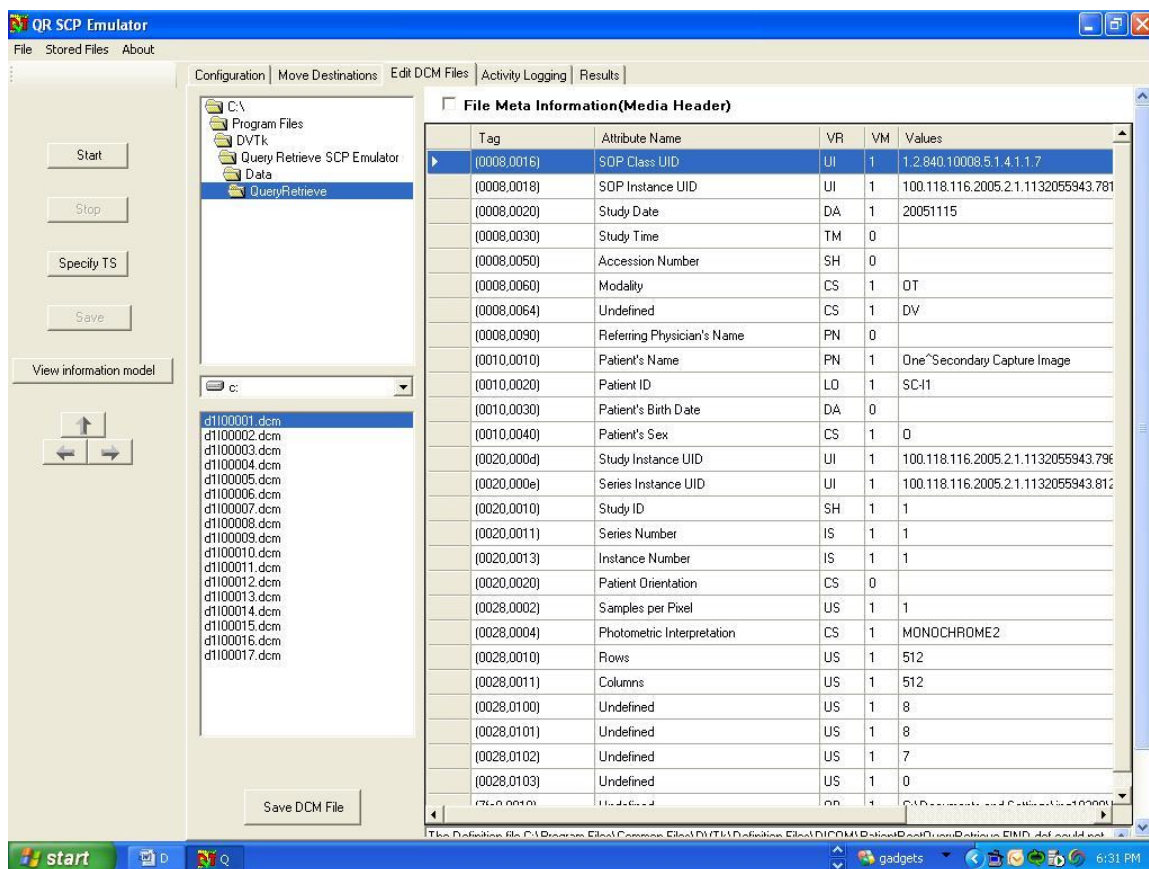 QR SCP Emulator
File Stored Files About
Configuration Move Destinations Edit DCM Files Activity Logging Results
Start
Stop
Specify TS
Save
View information model
C:\
Program Files
DVTk
Query Retrieve SCP Emulator
Data
QueryRetrieve
c:
d1I00001.dcm
d1I00002.dcm
d1I00003.dcm
d1I00004.dcm
d1I00005.dcm
d1I00006.dcm
d1I00007.dcm
d1I00008.dcm
d1I00009.dcm
d1I00010.dcm
d1I00011.dcm
d1I00012.dcm
d1I00013.dcm
d1I00014.dcm
d1I00015.dcm
d1I00016.dcm
d1I00017.dcm
Save DCM File
File Meta Information(Media Header)
Tag Attribute Name VR VM Values
(0008,0016) SOP Class UID UI 1 1.2.840.10008.5.1.4.1.1.7
(0008,0018) SOP Instance UID UI 1 100.118.116.2005.2.1.1132055943.781
(0008,0020) Study Date DA 1 20051115
(0008,0030) Study Time TM 0
(0008,0050) Accession Number SH 0
(0008,0060) Modality CS 1 OT
(0008,0064) Undefined CS 1 DV
(0008,0090) Referring Physician's Name PN 0
(0010,0010) Patient's Name PN 1 One^Secondary Capture Image
(0010,0020) Patient ID LO 1 SC-I1
(0010,0030) Patient's Birth Date DA 0
(0010,0040) Patient's Sex CS 1 O
(0020,000d) Study Instance UID UI 1 100.118.116.2005.2.1.1132055943.796
(0020,000e) Series Instance UID UI 1 100.118.116.2005.2.1.1132055943.812
(0020,0010) Study ID SH 1 1
(0020,0011) Series Number IS 1 1
(0020,0013) Instance Number IS 1 1
(0020,0020) Patient Orientation CS 0
(0028,0002) Samples per Pixel US 1 1
(0028,0004) Photometric Interpretation CS 1 MONOCHROME2
(0028,0010) Rows US 1 512
(0028,0011) Columns US 1 512
(0028,0100) Undefined US 1 8
(0028,0101) Undefined US 1 8
(0028,0102) Undefined US 1 7
(0028,0103) Undefined US 1 0
start D Q gadgets 6:31 PM